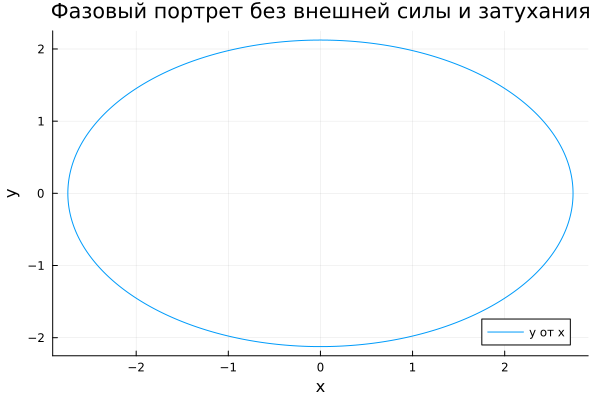 Фазовый портрет без внешней силы и затухания
y
2
1
0
−1
−2
−2
−1
0
1
2
x
y от x